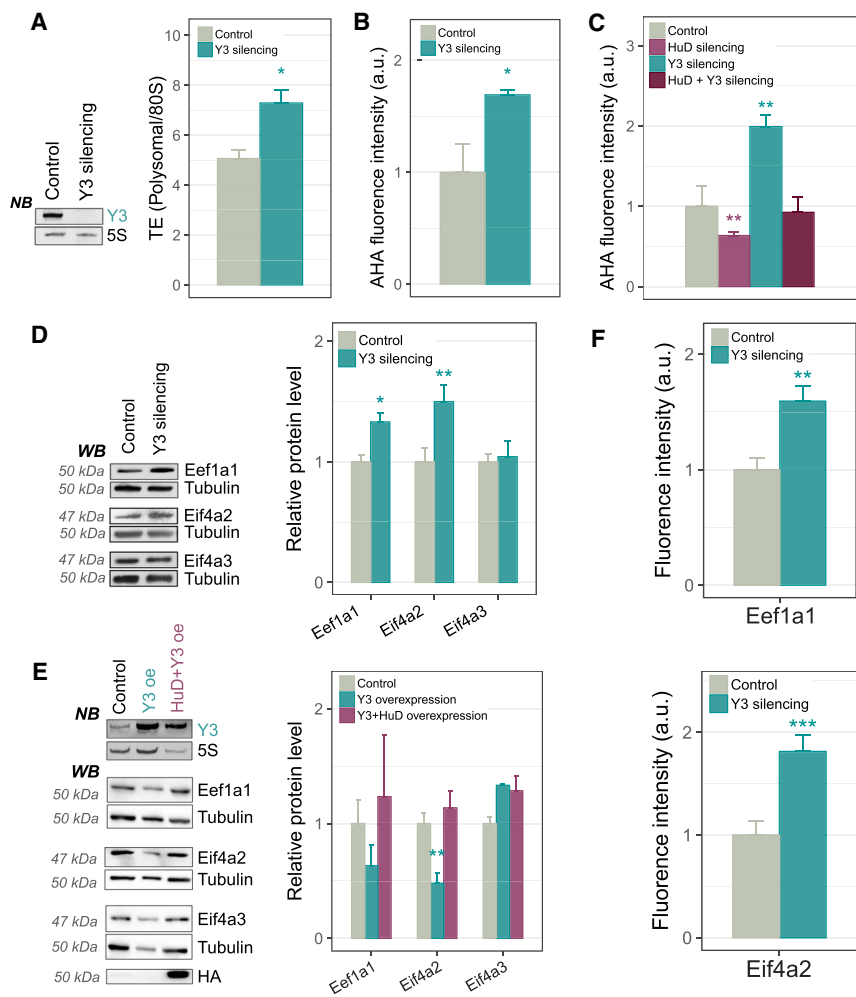 A
Control
Y3 silencing
NB
Y3
5S
Control
Y3 silencing
TE (Polysomal/80S)
10
8
6
4
2
0
*
B
Control
Y3 silencing
AHA fluorence intensity (a.u.)
2
1
0
*
C
Control
HuD silencing
Y3 silencing
HuD + Y3 silencing
AHA fluorence intensity (a.u.)
3
2
1
0
**
**
D
Control
Y3 silencing
WB
50 kDa Eef1a1
50 kDa Tubulin
47 kDa Eif4a2
50 kDa Tubulin
47 kDa Eif4a3
50 kDa Tubulin
Control
Y3 silencing
Relative protein level
2
1
0
*
**
Eef1a1
Eif4a2
Eif4a3
F
Control
Y3 silencing
Fluorence intensity (a.u.)
2
1
0
**
Eef1a1
E
Control
Y3 oe
HuD+Y3 oe
NB
Y3
5S
WB
50 kDa Eef1a1
50 kDa Tubulin
47 kDa Eif4a2
50 kDa Tubulin
47 kDa Eif4a3
50 kDa Tubulin
50 kDa HA
Control
Y3 overexpression
Y3+HuD overexpression
Relative protein level
2
1
0
**
Eef1a1
Eif4a2
Eif4a3
Control
Y3 silencing
Fluorence intensity (a.u.)
2
1
0
***
Eif4a2